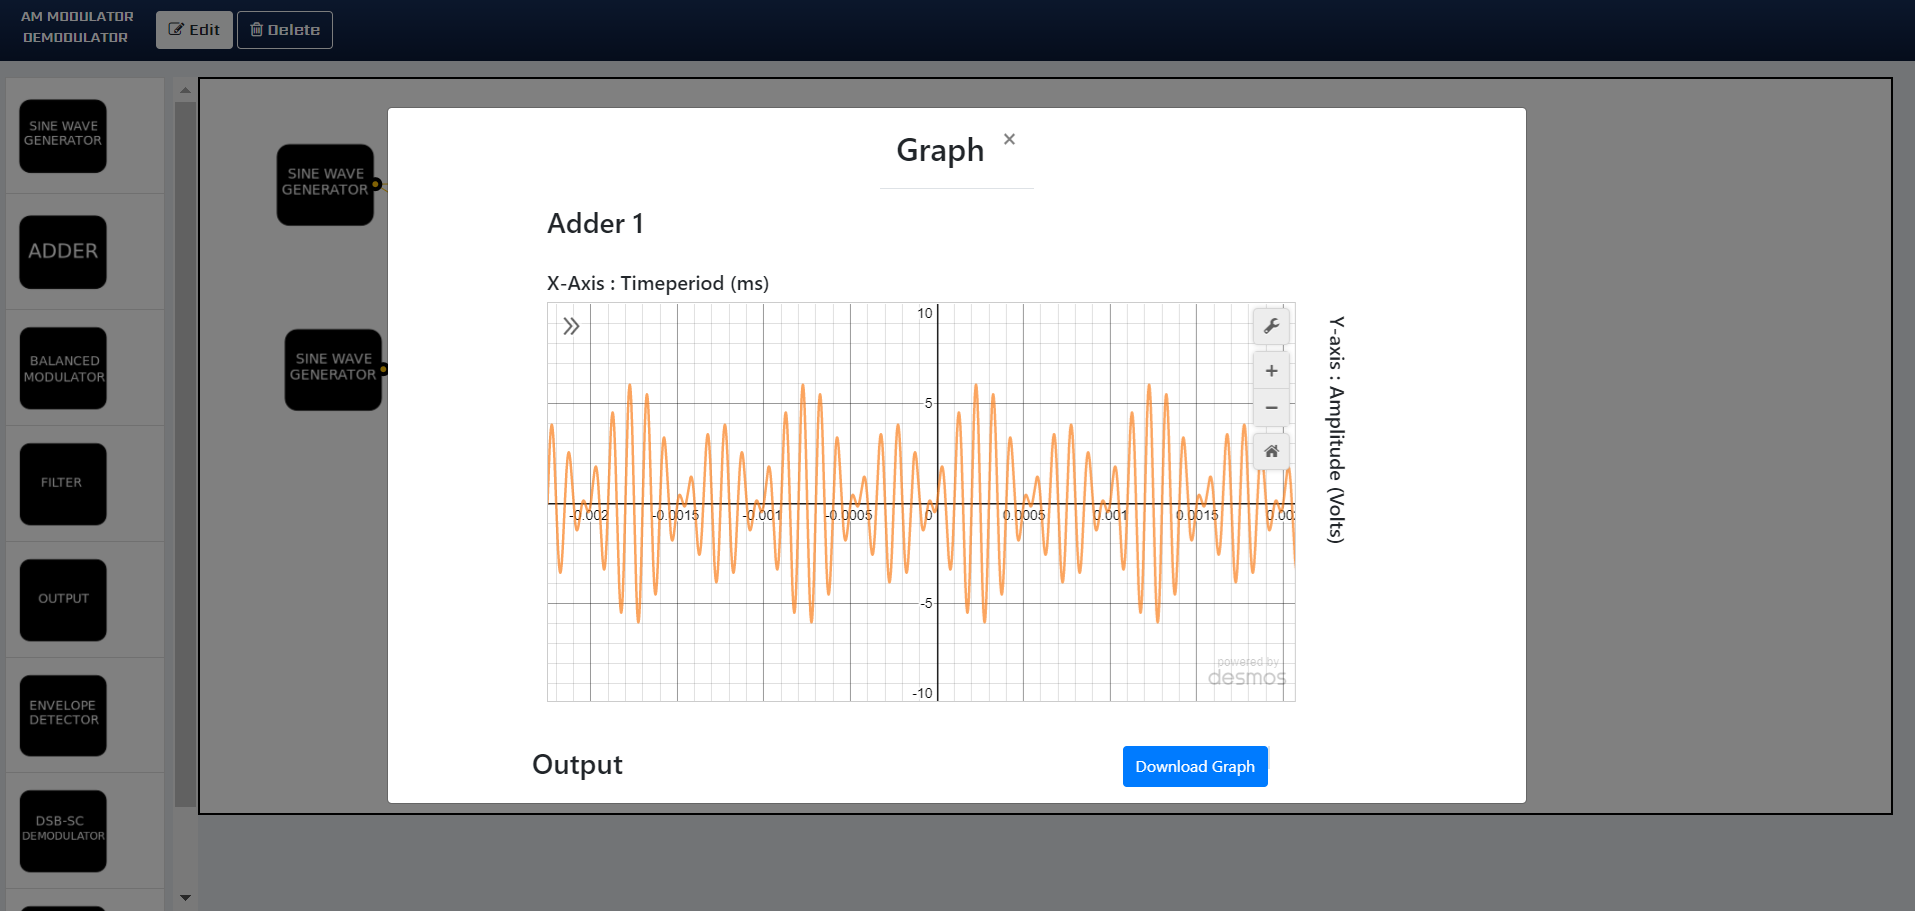 AM MODULATOR
DEMODULATOR
Edit
Delete
SINE WAVE
GENERATOR
ADDER
BALANCED
MODULATOR
FILTER
OUTPUT
ENVELOPE
DETECTOR
DSB-SC
DEMODULATOR
SINE WAVE
GENERATOR
SINE WAVE
GENERATOR
Graph ×
Adder 1
X-Axis : Timeperiod (ms)
10
5
-0.002 -0.0015 -0.001 -0.0005 0 0.0005 0.001 0.0015 0.00
-5
-10
+
−
powered by
desmos
Y-axis : Amplitude (Volts)
Output
Download Graph